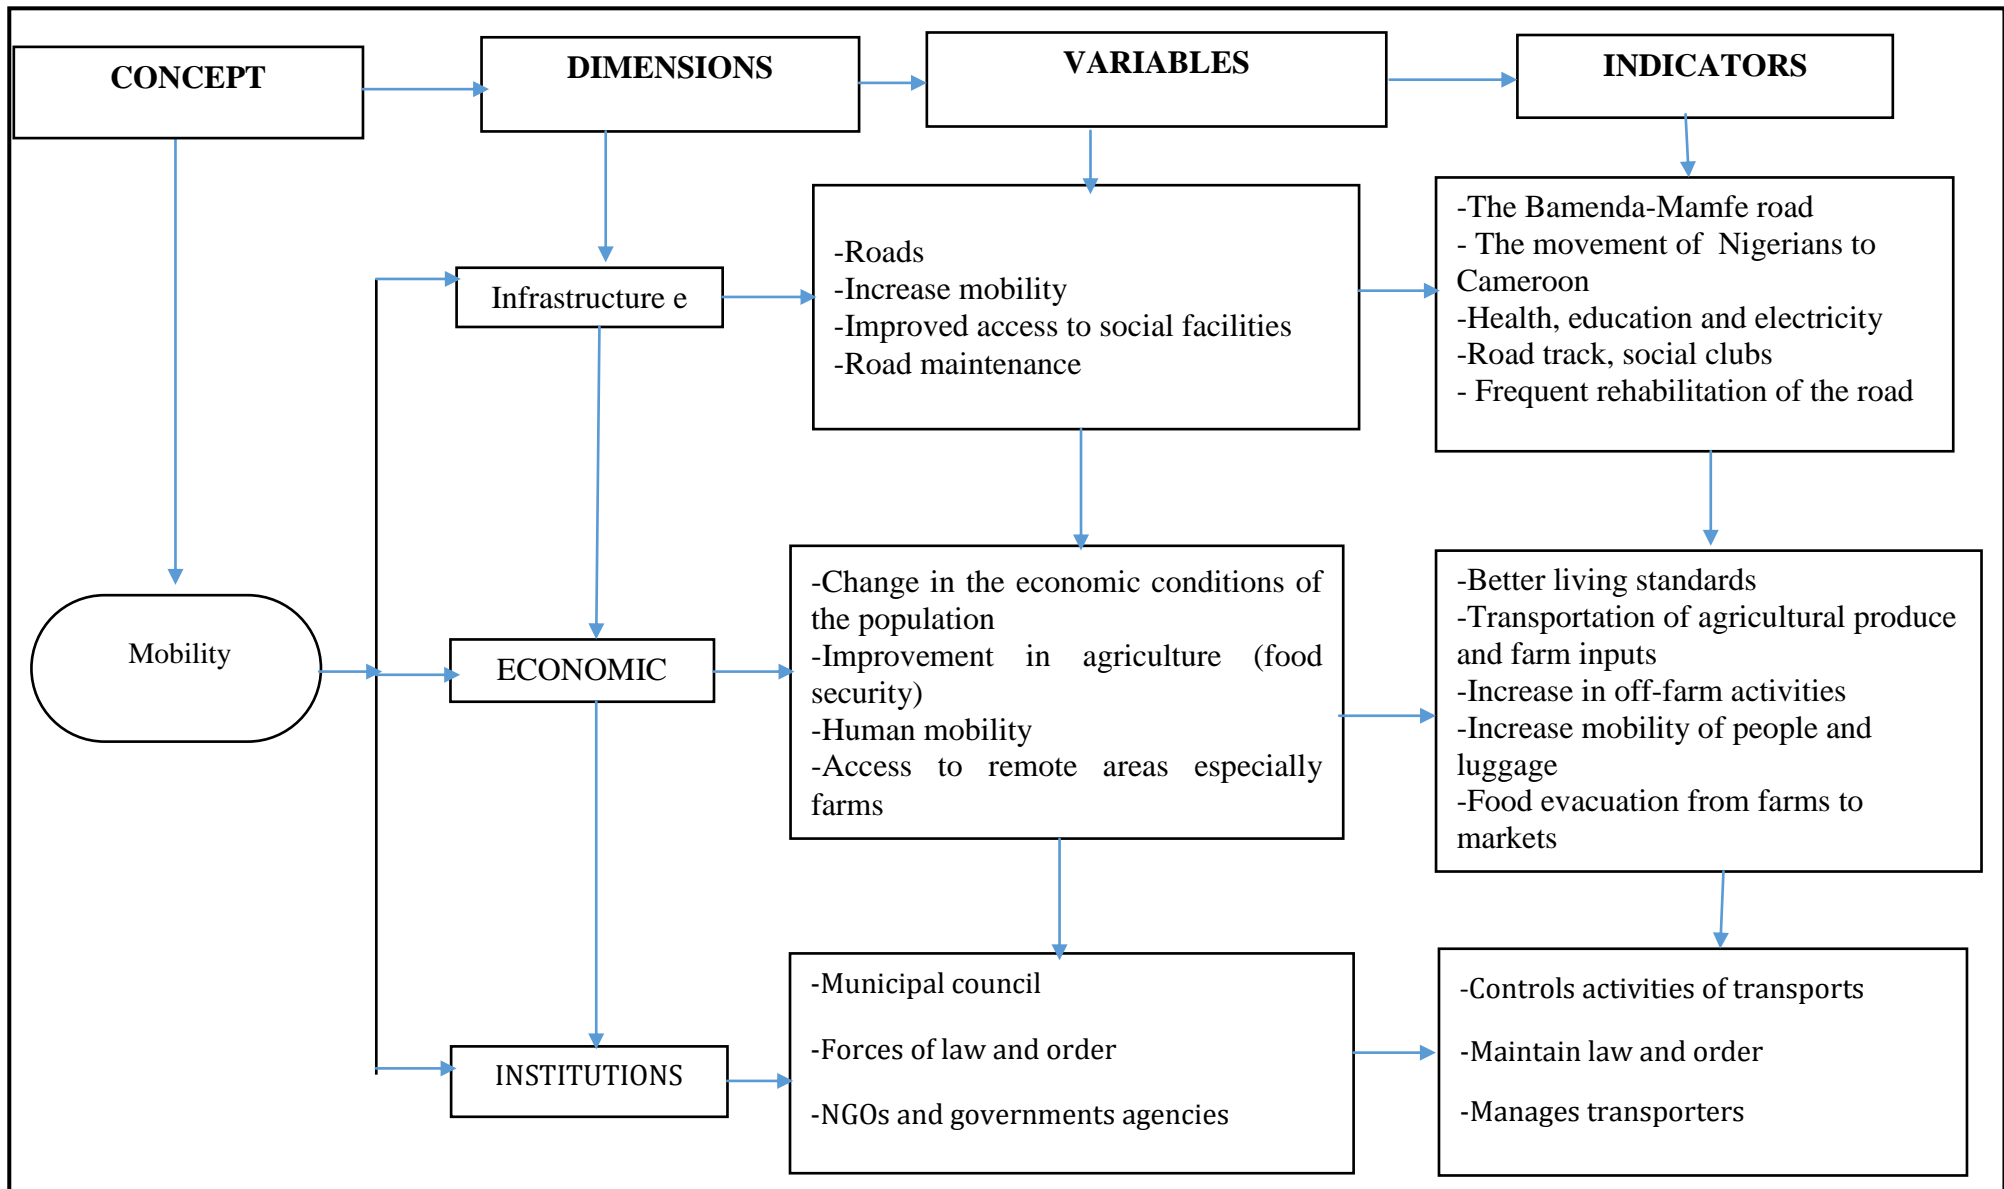 CONCEPT
DIMENSIONS
VARIABLES
INDICATORS
Mobility
Infrastructure e
-Roads
-Increase mobility
-Improved access to social facilities
-Road maintenance
-The Bamenda-Mamfe road
- The movement of Nigerians to
Cameroon
-Health, education and electricity
-Road track, social clubs
- Frequent rehabilitation of the road
ECONOMIC
-Change in the economic conditions of
the population
-Improvement in agriculture (food
security)
-Human mobility
-Access to remote areas especially
farms
-Better living standards
-Transportation of agricultural produce
and farm inputs
-Increase in off-farm activities
-Increase mobility of people and
luggage
-Food evacuation from farms to
markets
INSTITUTIONS
-Municipal council
-Forces of law and order
-NGOs and governments agencies
-Controls activities of transports
-Maintain law and order
-Manages transporters